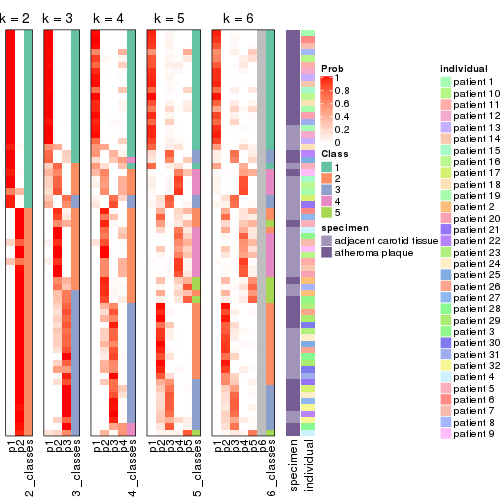 k = 2
k = 3
k = 4
k = 5
k = 6
Prob
1
0.8
0.6
0.4
0.2
0
Class
1
2
3
4
5
specimen
adjacent carotid tissue
atheroma plaque
individual
patient 1
patient 10
patient 11
patient 12
patient 13
patient 14
patient 15
patient 16
patient 17
patient 18
patient 19
patient 2
patient 20
patient 21
patient 22
patient 23
patient 24
patient 25
patient 26
patient 27
patient 28
patient 29
patient 3
patient 30
patient 31
patient 32
patient 4
patient 5
patient 6
patient 7
patient 8
patient 9
p1
p2
2_classes
p1
p2
p3
3_classes
p1
p2
p3
p4
4_classes
p1
p2
p3
p4
p5
5_classes
p1
p2
p3
p4
p5
p6
6_classes
specimen
individual